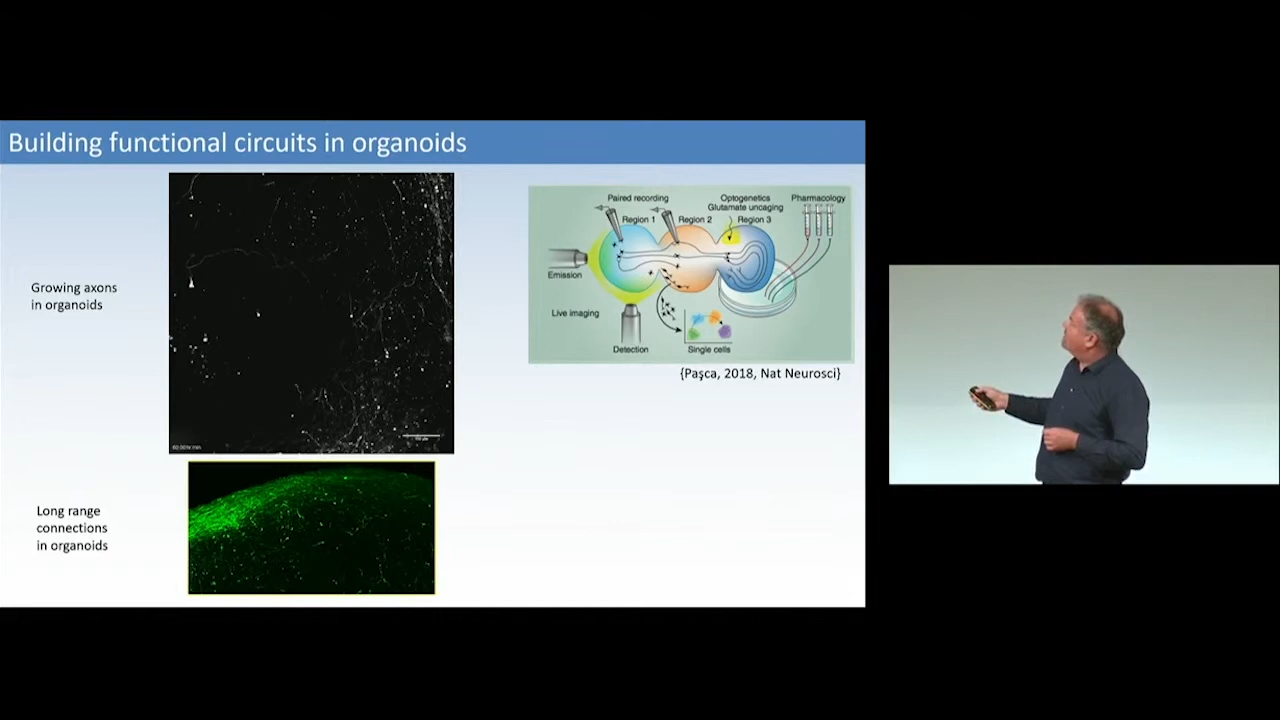 Building functional circuits in organoids
Growing axons
in organoids
Paired recording
Optogenetics
Glutamate uncaging
Pharmacology
Region 1
Region 2
Region 3
Emission
Live imaging
Detection
Single cells
{Paşca, 2018, Nat Neurosci}
Long range
connections
in organoids